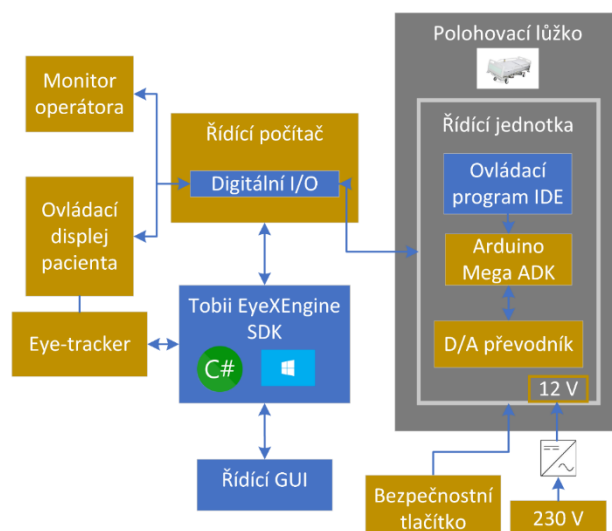 Monitor
operátora
Ovládací
displej
pacienta
Eye-tracker
Řídící počítač
Digitální I/O
Tobii EyeXEngine
SDK
C#
Řídící GUI
Polohovací lůžko
Řídící jednotka
Ovládací
program IDE
Arduino
Mega ADK
D/A převodník
12 V
Bezpečnostní
tlačítko
230 V